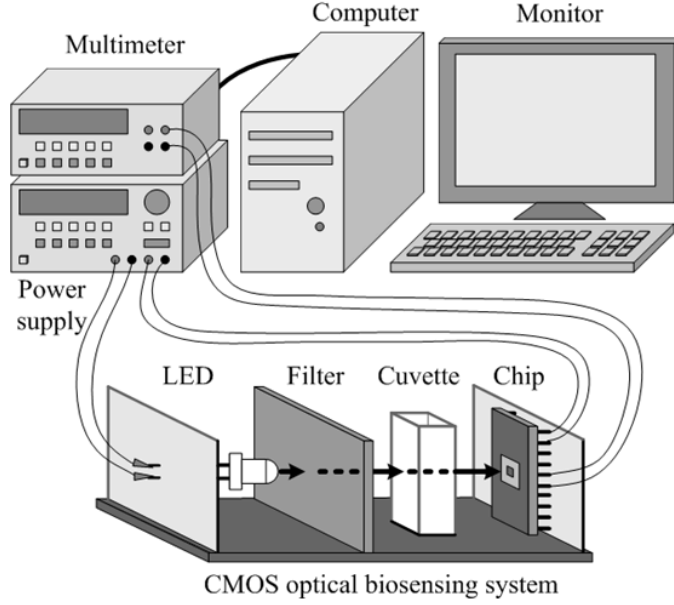 Computer
Multimeter
Monitor
Power
supply
LED
Filter
Cuvette
Chip
CMOS optical biosensing system